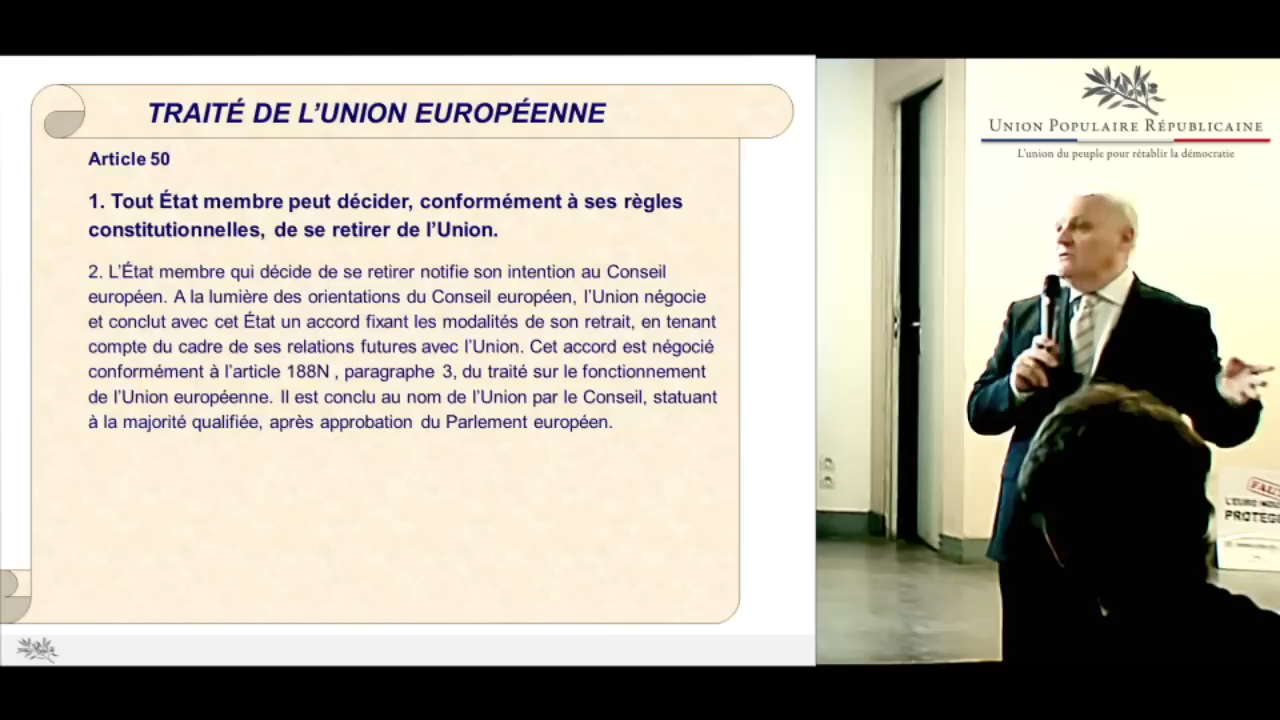 TRAITÉ DE L’UNION EUROPÉENNE
Article 50
1. Tout État membre peut décider, conformément à ses règles
constitutionnelles, de se retirer de l’Union.
2. L’État membre qui décide de se retirer notifie son intention au Conseil
européen. A la lumière des orientations du Conseil européen, l’Union négocie
et conclut avec cet État un accord fixant les modalités de son retrait, en tenant
compte du cadre de ses relations futures avec l’Union. Cet accord est négocié
conformément à l’article 188N , paragraphe 3, du traité sur le fonctionnement
de l’Union européenne. Il est conclu au nom de l’Union par le Conseil, statuant
à la majorité qualifiée, après approbation du Parlement européen.
UNION POPULAIRE RÉPUBLICAINE
L’union du peuple pour rétablir la démocratie
L’EURO
PROTÈGE